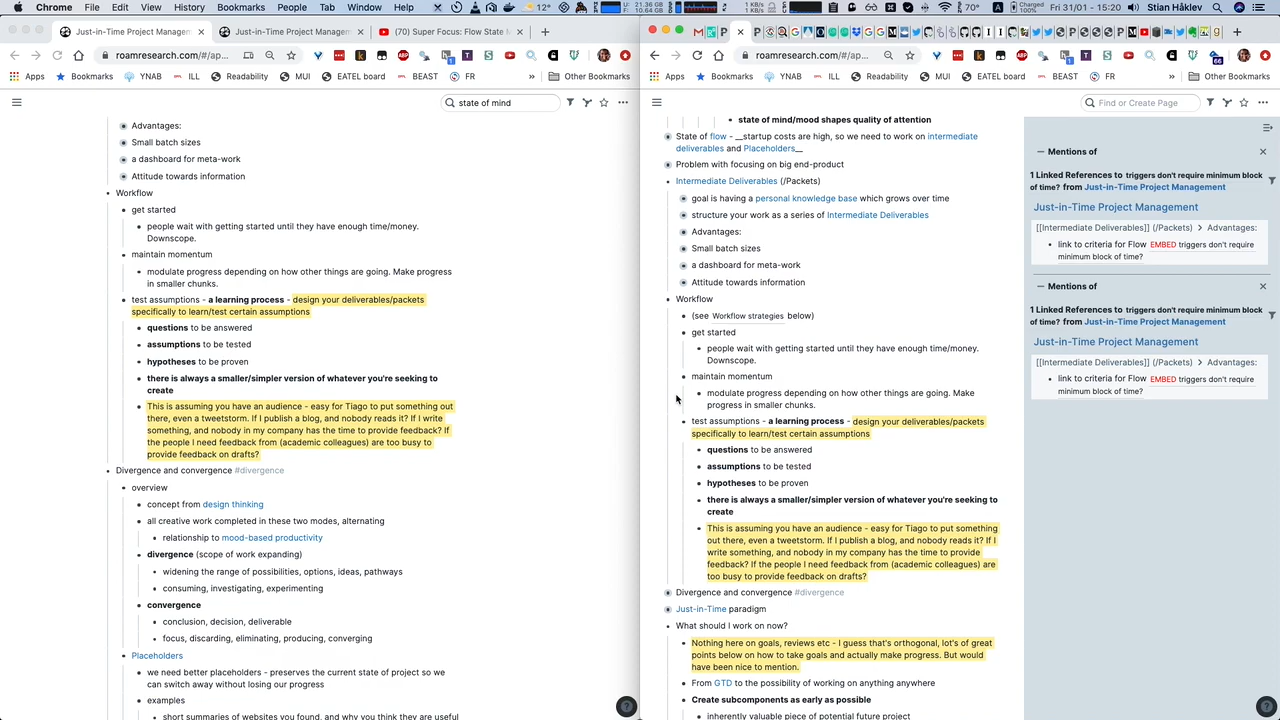 Chrome File Edit View History Bookmarks People Tab Window Help
12° 21.36 GB 10.64 GB 1 KB/s 1 KB/s 70° Charged 100% Fri 31/01 - 15:20 Stian Håklev
Just-in-Time Project Managem
Just-in-Time Project Managem
(70) Super Focus: Flow State M
roamresearch.com/#/ap...
Apps Bookmarks YNAB ILL Readability MUI EATEL board BEAST FR » Other Bookmarks
state of mind
Advantages:
Small batch sizes
a dashboard for meta-work
Attitude towards information
Workflow
get started
people wait with getting started until they have enough time/money.
Downscope.
maintain momentum
modulate progress depending on how other things are going. Make progress
in smaller chunks.
test assumptions - a learning process - design your deliverables/packets
specifically to learn/test certain assumptions
questions to be answered
assumptions to be tested
hypotheses to be proven
there is always a smaller/simpler version of whatever you're seeking to
create
This is assuming you have an audience - easy for Tiago to put something out
there, even a tweetstorm. If I publish a blog, and nobody reads it? If I write
something, and nobody in my company has the time to provide feedback? If
the people I need feedback from (academic colleagues) are too busy to
provide feedback on drafts?
Divergence and convergence #divergence
overview
concept from design thinking
all creative work completed in these two modes, alternating
relationship to mood-based productivity
divergence (scope of work expanding)
widening the range of possibilities, options, ideas, pathways
consuming, investigating, experimenting
convergence
conclusion, decision, deliverable
focus, discarding, eliminating, producing, converging
Placeholders
we need better placeholders - preserves the current state of project so we
can switch away without losing our progress
examples
short summaries of websites you found, and why you think they are useful
roamresearch.com/#/ap...
Apps Bookmarks YNAB ILL Readability MUI EATEL board BEAST FR » Other Bookmarks
Find or Create Page
state of mind/mood shapes quality of attention
State of flow - __startup costs are high, so we need to work on intermediate
deliverables and Placeholders__
Problem with focusing on big end-product
Intermediate Deliverables (/Packets)
goal is having a personal knowledge base which grows over time
structure your work as a series of Intermediate Deliverables
Advantages:
Small batch sizes
a dashboard for meta-work
Attitude towards information
Workflow
(see Workflow strategies below)
get started
people wait with getting started until they have enough time/money.
Downscope.
maintain momentum
modulate progress depending on how other things are going. Make
progress in smaller chunks.
test assumptions - a learning process - design your deliverables/packets
specifically to learn/test certain assumptions
questions to be answered
assumptions to be tested
hypotheses to be proven
there is always a smaller/simpler version of whatever you're seeking to
create
This is assuming you have an audience - easy for Tiago to put something
out there, even a tweetstorm. If I publish a blog, and nobody reads it? If I
write something, and nobody in my company has the time to provide
feedback? If the people I need feedback from (academic colleagues) are
too busy to provide feedback on drafts?
Divergence and convergence #divergence
Just-in-Time paradigm
What should I work on now?
Nothing here on goals, reviews etc - I guess that's orthogonal, lot's of great
points below on how to take goals and actually make progress. But would
have been nice to mention.
From GTD to the possibility of working on anything anywhere
Create subcomponents as early as possible
inherently valuable piece of potential future project
Mentions of
1 Linked References to triggers don't require minimum block
of time? from Just-in-Time Project Management
Just-in-Time Project Management
[[Intermediate Deliverables]] (/Packets) > Advantages:
link to criteria for Flow EMBED triggers don't require
minimum block of time?
Mentions of
1 Linked References to triggers don't require minimum block
of time? from Just-in-Time Project Management
Just-in-Time Project Management
[[Intermediate Deliverables]] (/Packets) > Advantages:
link to criteria for Flow EMBED triggers don't require
minimum block of time?